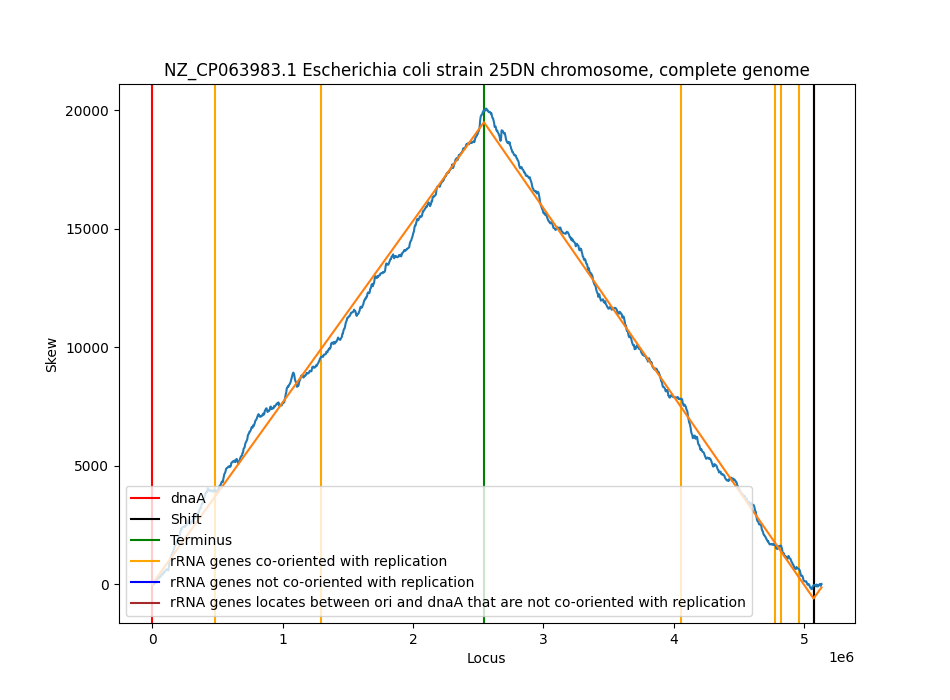 NZ_CP063983.1 Escherichia coli strain 25DN chromosome, complete genome
20000
15000
10000
5000
0
Skew
dnaA
Shift
Terminus
rRNA genes co-oriented with replication
rRNA genes not co-oriented with replication
rRNA genes locates between ori and dnaA that are not co-oriented with replication
0 1 2 3 4 5
1e6
Locus